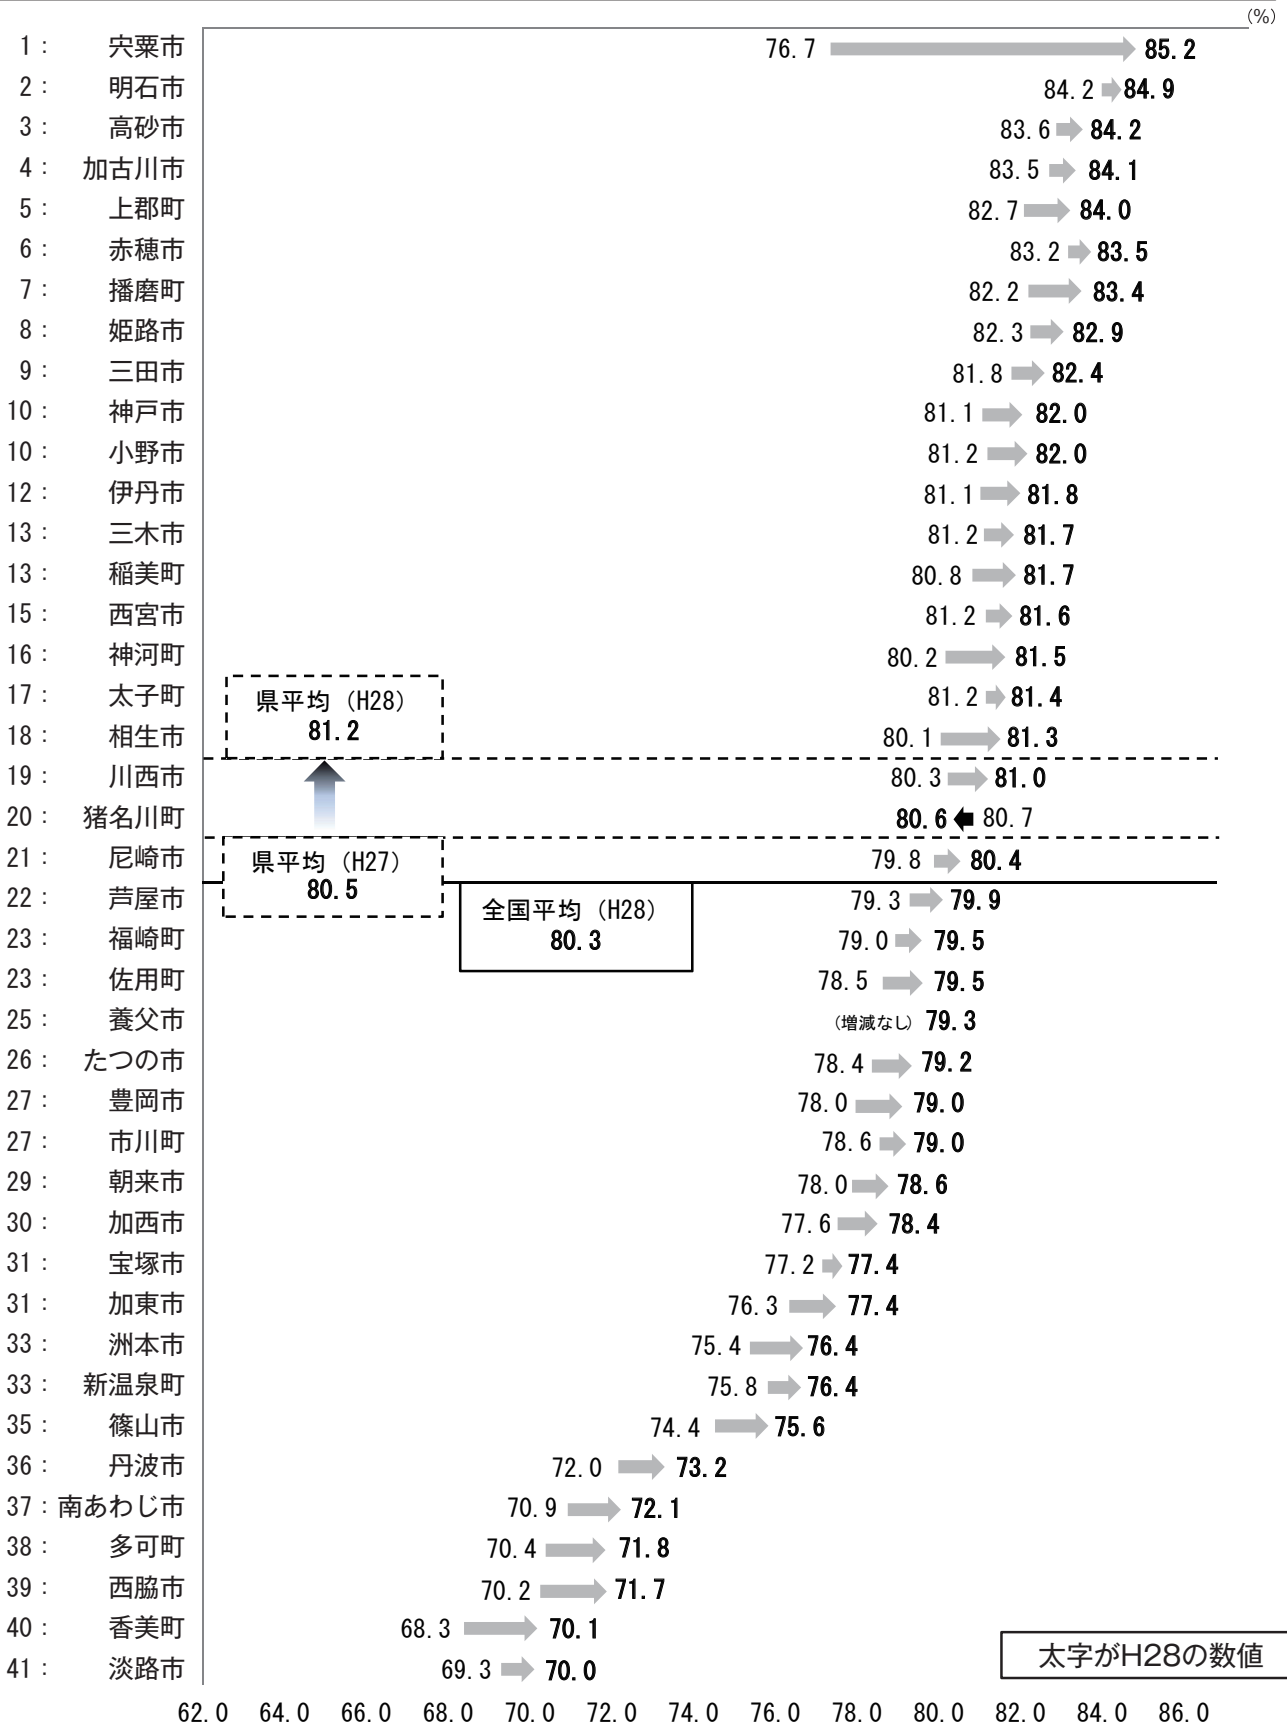 (%)
1： 宍粟市 76.7 85.2
2： 明石市 84.2 84.9
3： 高砂市 83.6 84.2
4： 加古川市 83.5 84.1
5： 上郡町 82.7 84.0
6： 赤穂市 83.2 83.5
7： 播磨町 82.2 83.4
8： 姫路市 82.3 82.9
9： 三田市 81.8 82.4
10： 神戸市 81.1 82.0
10： 小野市 81.2 82.0
12： 伊丹市 81.1 81.8
13： 三木市 81.2 81.7
13： 稲美町 80.8 81.7
15： 西宮市 81.2 81.6
16： 神河町 80.2 81.5
17： 太子町 81.2 81.4
県平均（H28）
81.2
18： 相生市 80.1 81.3
19： 川西市 80.3 81.0
20： 猪名川町 80.6 80.7
21： 尼崎市 79.8 80.4
県平均（H27）
80.5
22： 芦屋市 79.3 79.9
全国平均（H28）
80.3
23： 福崎町 79.0 79.5
23： 佐用町 78.5 79.5
25： 養父市 （増減なし） 79.3
26： たつの市 78.4 79.2
27： 豊岡市 78.0 79.0
27： 市川町 78.6 79.0
29： 朝来市 78.0 78.6
30： 加西市 77.6 78.4
31： 宝塚市 77.2 77.4
31： 加東市 76.3 77.4
33： 洲本市 75.4 76.4
33： 新温泉町 75.8 76.4
35： 篠山市 74.4 75.6
36： 丹波市 72.0 73.2
37： 南あわじ市 70.9 72.1
38： 多可町 70.4 71.8
39： 西脇市 70.2 71.7
40： 香美町 68.3 70.1
41： 淡路市 69.3 70.0
太字がH28の数値
62.0 64.0 66.0 68.0 70.0 72.0 74.0 76.0 78.0 80.0 82.0 84.0 86.0